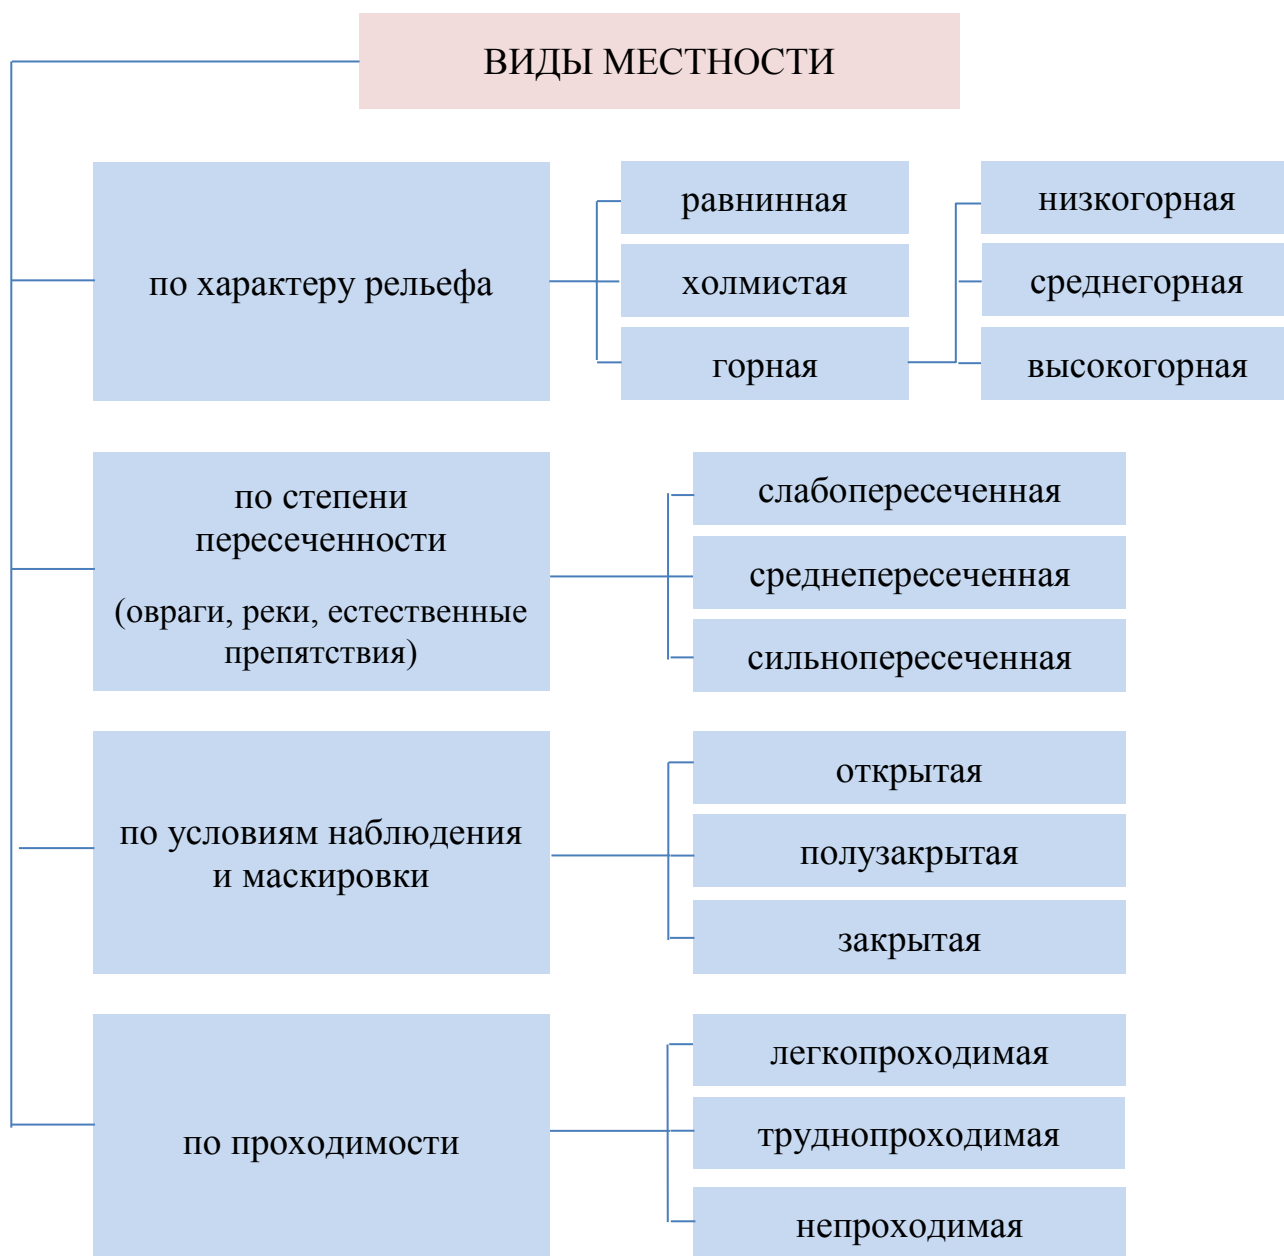 ВИДЫ МЕСТНОСТИ
по характеру рельефа
равнинная
холмистая
горная
низкогорная
среднегорная
высокогорная
по степени
пересеченности
(овраги, реки, естественные
препятствия)
слабопересеченная
среднепересеченная
сильнопересеченная
по условиям наблюдения
и маскировки
открытая
полузакрытая
закрытая
по проходимости
легкопроходимая
труднопроходимая
непроходимая